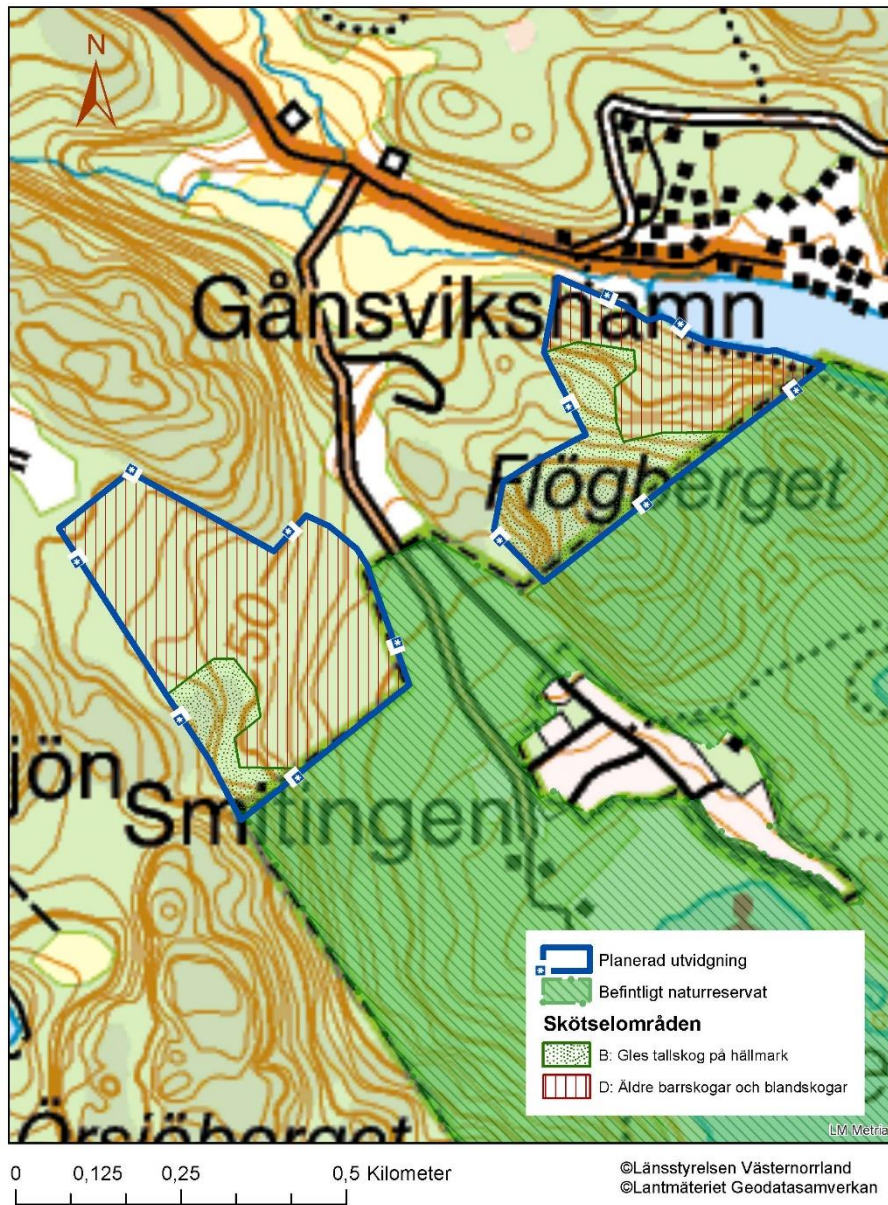 N
Gånsvikshamn
Flögberget
50
jön
Smitingen
Örsjöberget
Planerad utvidgning
Befintligt naturreservat
Skötselområden
B: Gles tallskog på hällmark
D: Äldre barrskogar och blandskogar
LM Metria
0 0,125 0,25 0,5 Kilometer
©Länsstyrelsen Västernorrland
©Lantmäteriet Geodatasamverkan